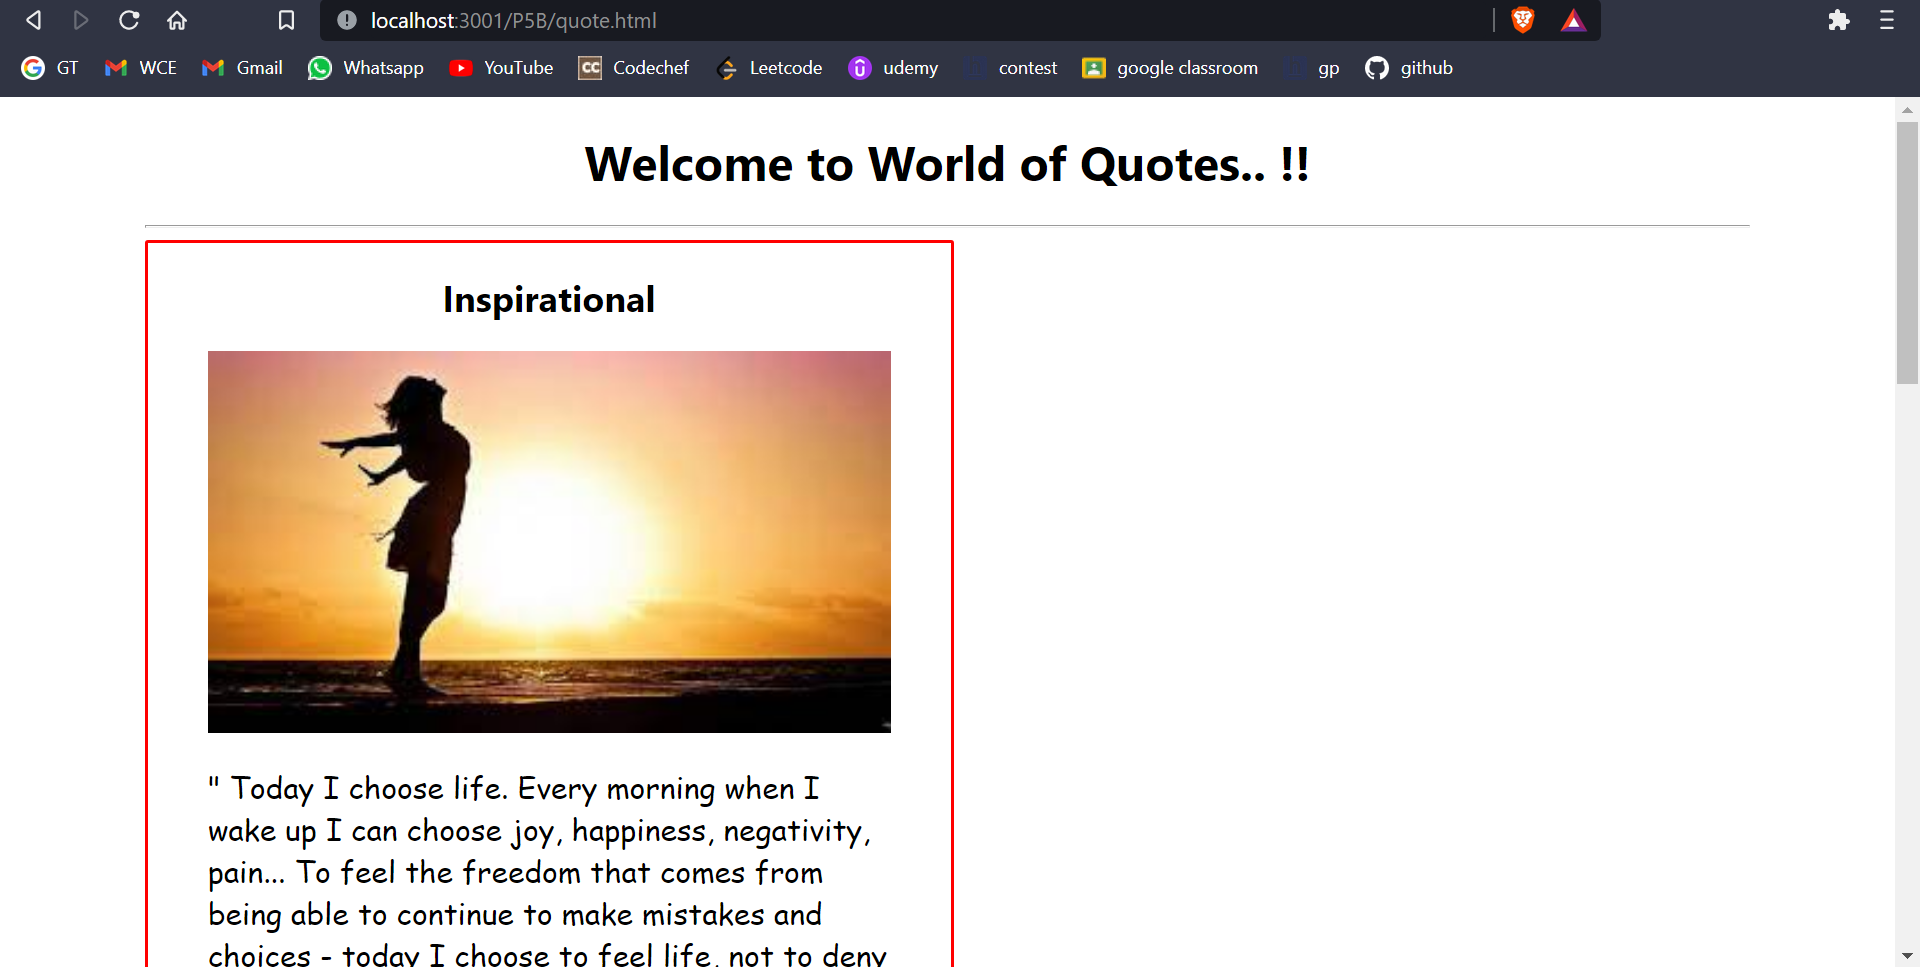 localhost:3001/P5B/quote.html
GT WCE Gmail Whatsapp YouTube CC Codechef Leetcode udemy contest google classroom gp github
Welcome to World of Quotes.. !!
Inspirational
" Today I choose life. Every morning when I
wake up I can choose joy, happiness, negativity,
pain... To feel the freedom that comes from
being able to continue to make mistakes and
choices - today I choose to feel life, not to deny